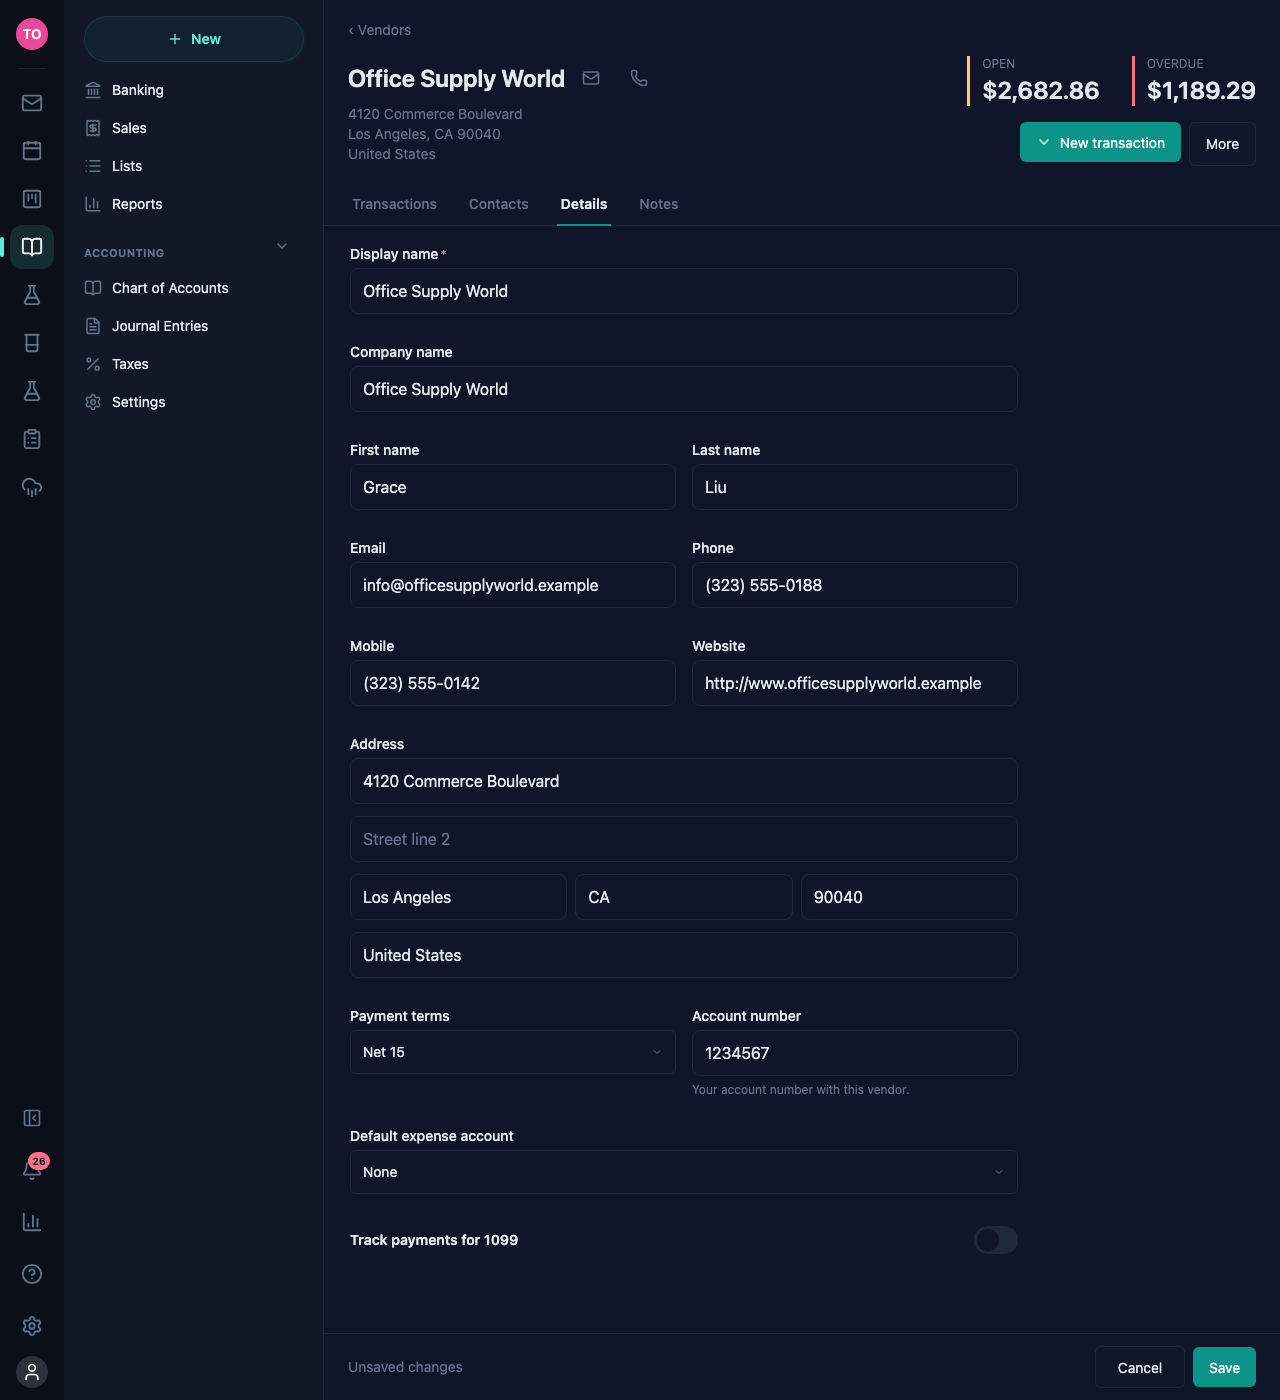 TO
New
Banking
Sales
Lists
Reports
ACCOUNTING
Chart of Accounts
Journal Entries
Taxes
Settings
26
‹ Vendors
Office Supply World
4120 Commerce Boulevard
Los Angeles, CA 90040
United States
OPEN
$2,682.86
OVERDUE
$1,189.29
New transaction
More
Transactions Contacts Details Notes
Display name *
Office Supply World
Company name
Office Supply World
First name Last name
Grace Liu
Email Phone
info@officesupplyworld.example (323) 555-0188
Mobile Website
(323) 555-0142 http://www.officesupplyworld.example
Address
4120 Commerce Boulevard
Street line 2
Los Angeles CA 90040
United States
Payment terms Account number
Net 15 1234567
Your account number with this vendor.
Default expense account
None
Track payments for 1099
Unsaved changes Cancel Save